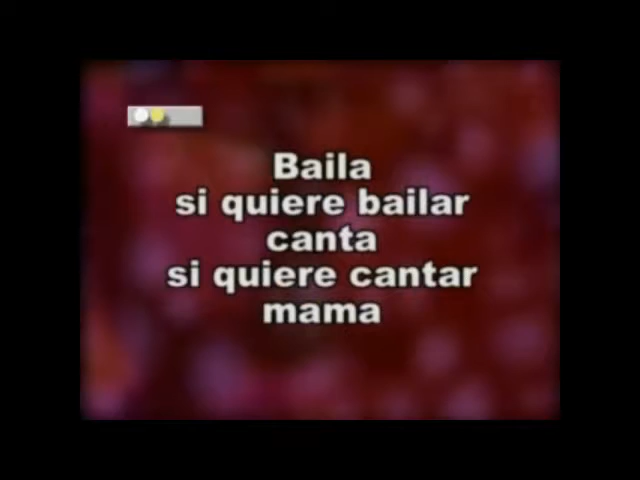 Baila
si quiere bailar
canta
si quiere cantar
mama